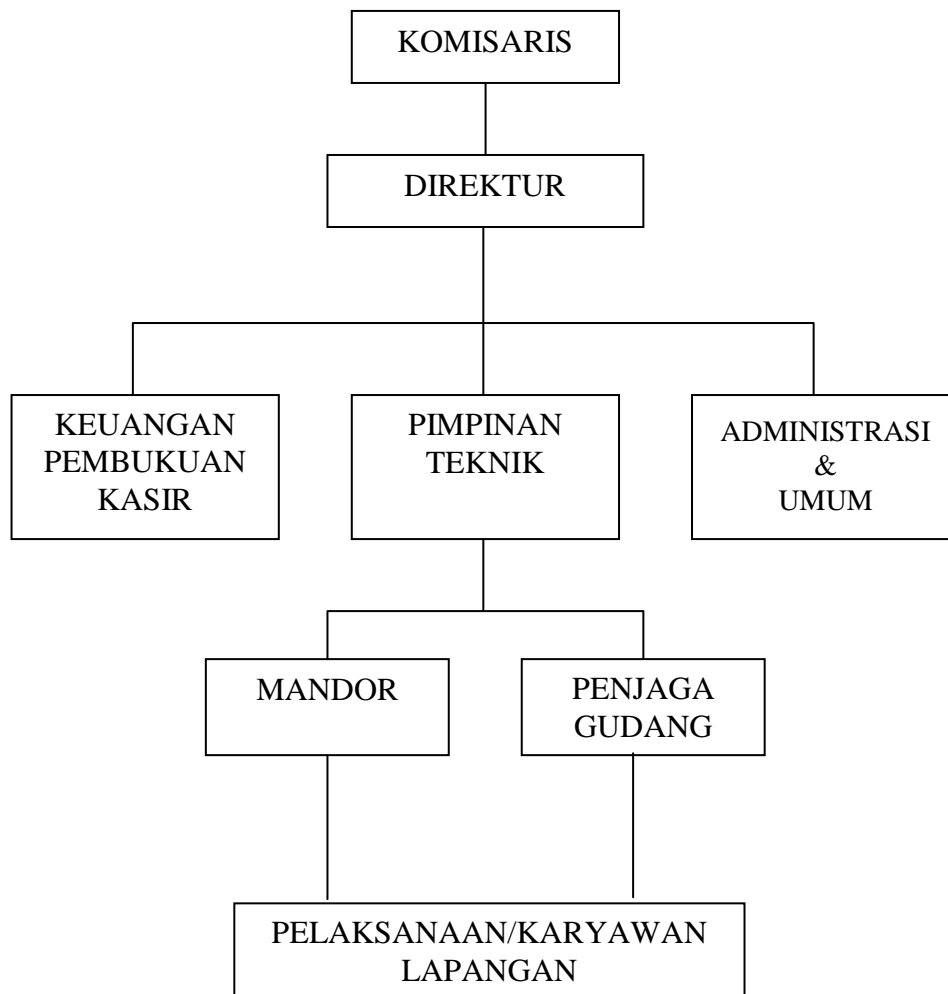 KOMISARIS
DIREKTUR
KEUANGAN
PEMBUKUAN
KASIR
PIMPINAN
TEKNIK
ADMINISTRASI
&
UMUM
MANDOR
PENJAGA
GUDANG
PELAKSANAAN/KARYAWAN
LAPANGAN